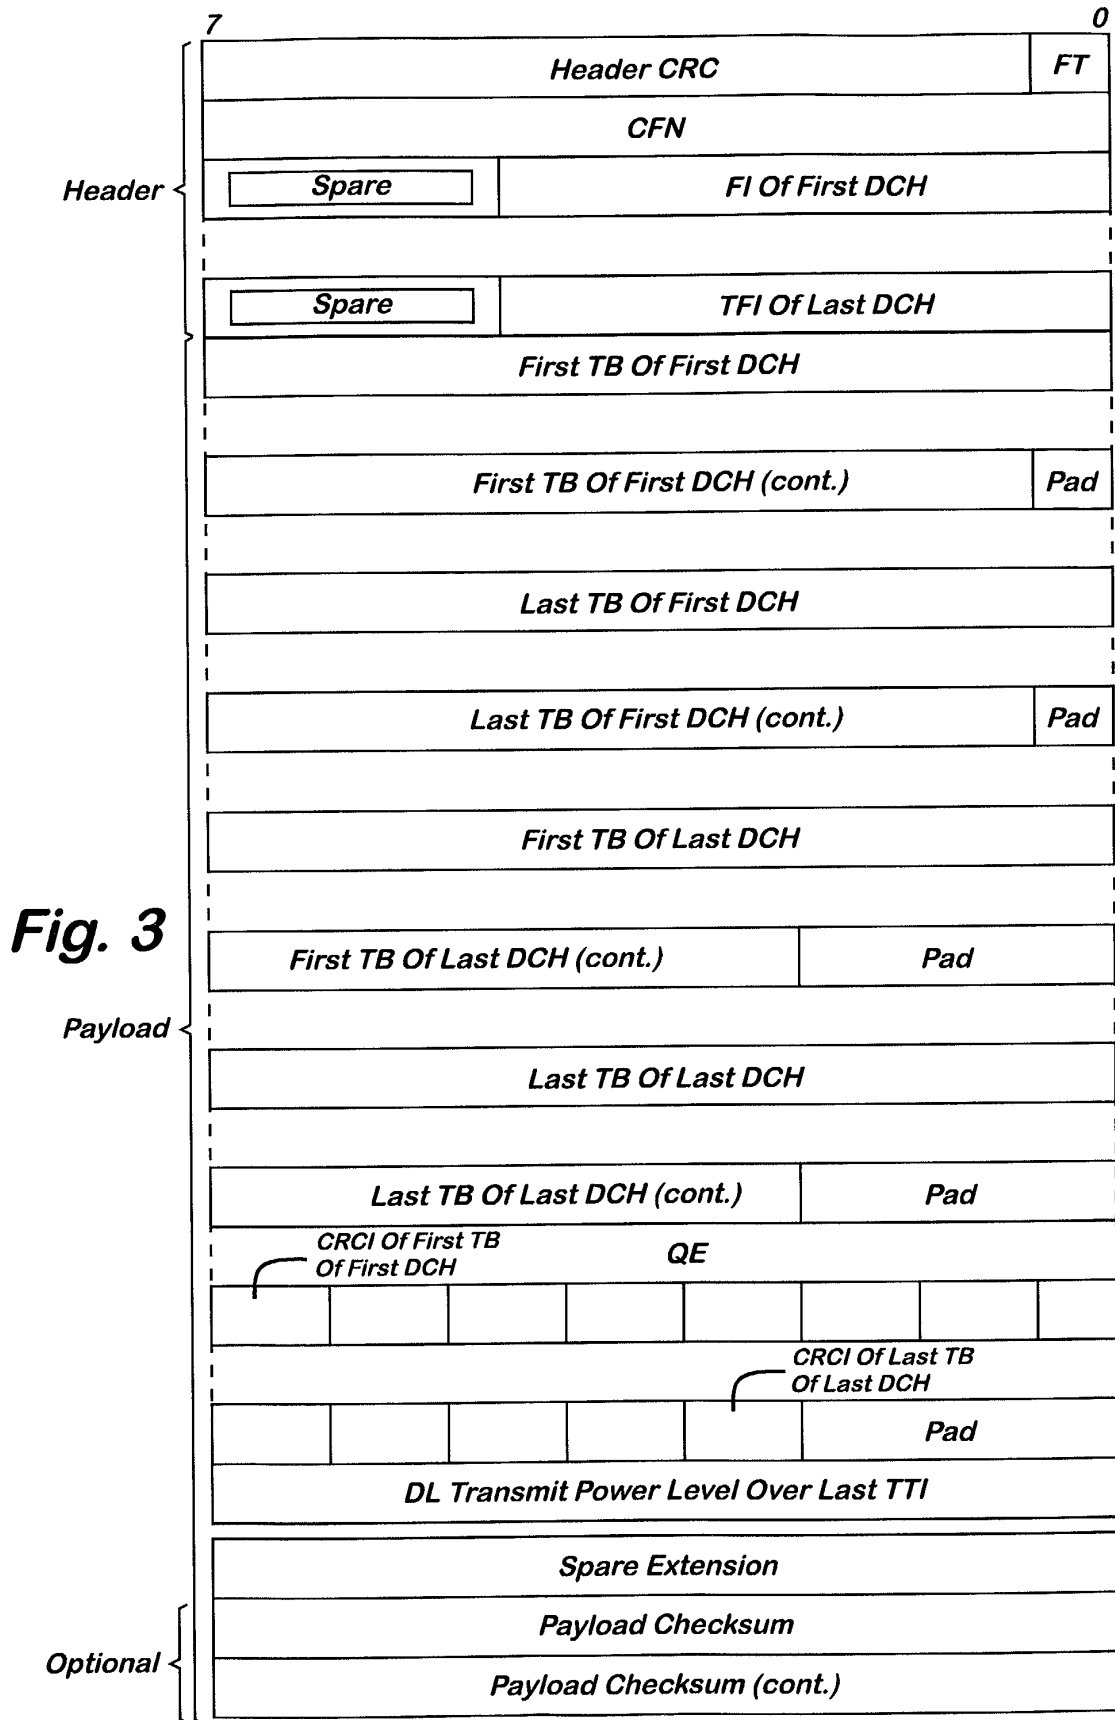 7 0
Header CRC FT
CFN
Header Spare FI Of First DCH
Spare TFI Of Last DCH
First TB Of First DCH
First TB Of First DCH (cont.) Pad
Last TB Of First DCH
Last TB Of First DCH (cont.) Pad
First TB Of Last DCH
Fig. 3
First TB Of Last DCH (cont.) Pad
Payload
Last TB Of Last DCH
Last TB Of Last DCH (cont.) Pad
CRCI Of First TB
Of First DCH
QE
CRCI Of Last TB
Of Last DCH
Pad
DL Transmit Power Level Over Last TTI
Spare Extension
Payload Checksum
Optional
Payload Checksum (cont.)